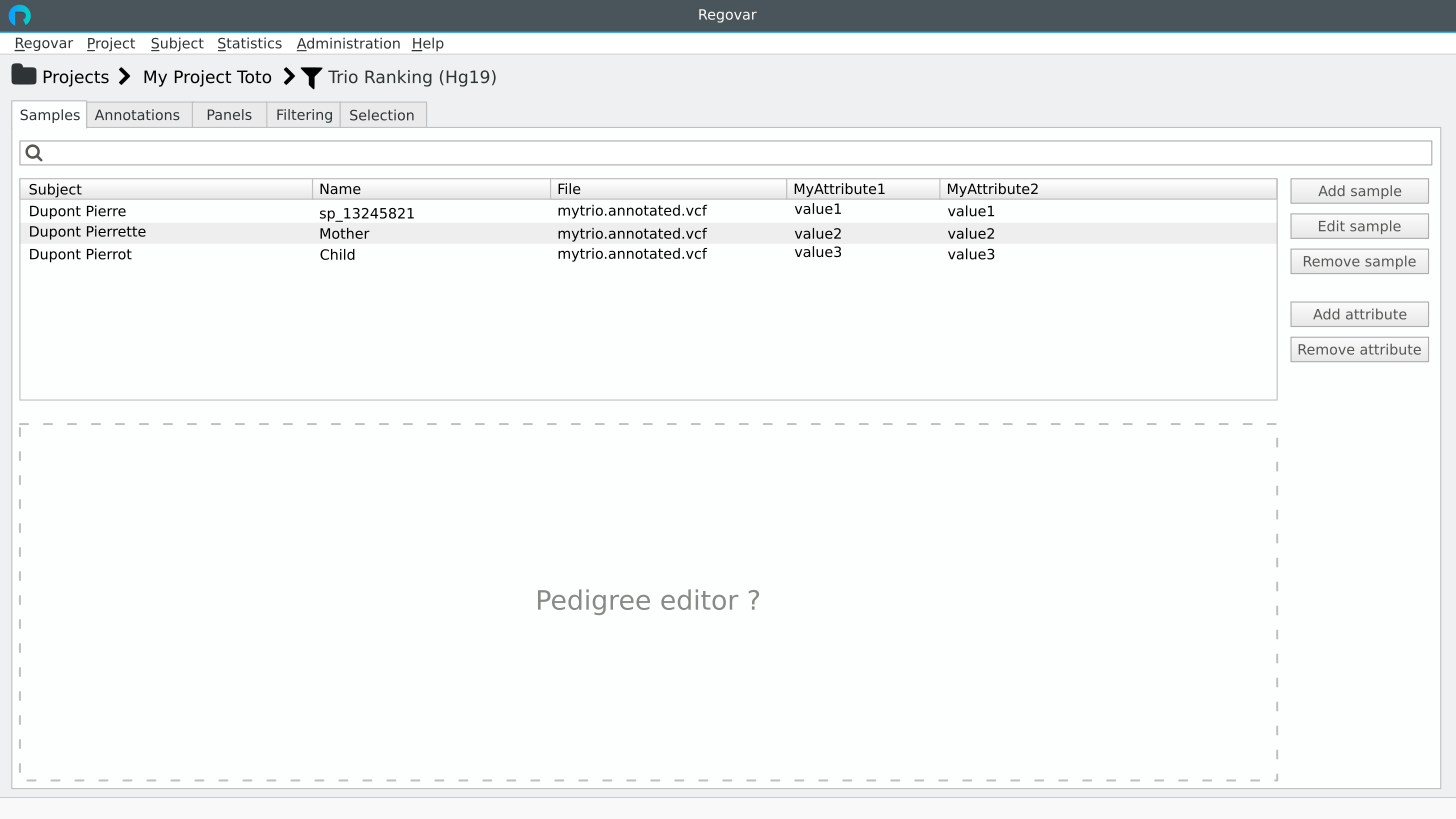 Regovar
Regovar Project Subject Statistics Administration Help
Projects My Project Toto Trio Ranking (Hg19)
Samples Annotations Panels Filtering Selection
Subject Name File MyAttribute1 MyAttribute2
Dupont Pierre sp_13245821 mytrio.annotated.vcf value1 value1
Dupont Pierrette Mother mytrio.annotated.vcf value2 value2
Dupont Pierrot Child mytrio.annotated.vcf value3 value3
Add sample
Edit sample
Remove sample
Add attribute
Remove attribute
Pedigree editor ?